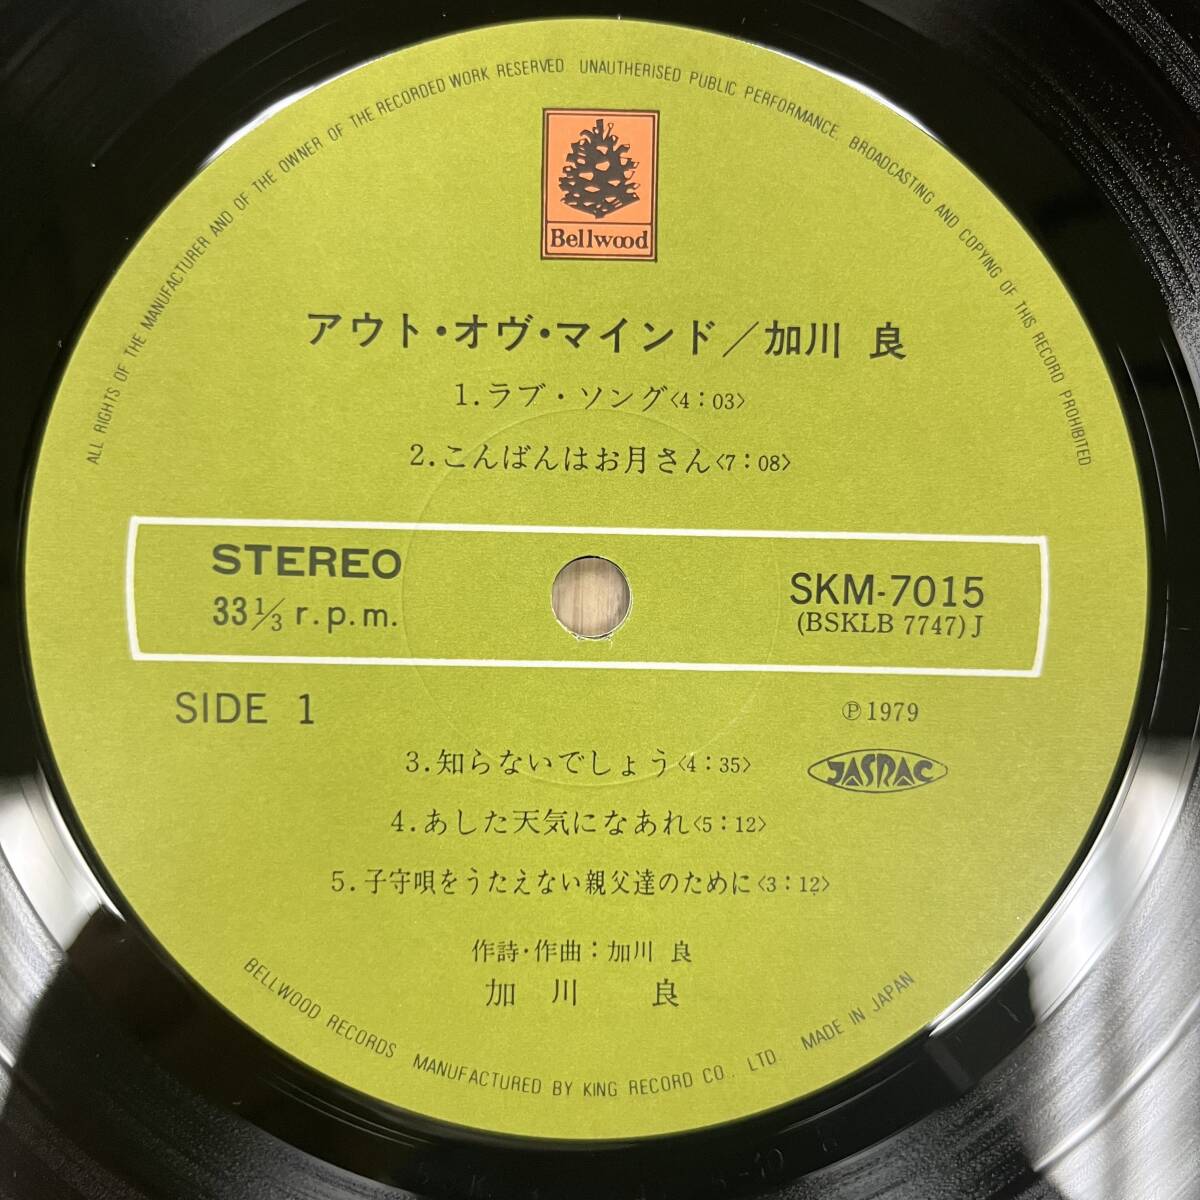 ALL RIGHTS OF THE MANUFACTURER AND OF THE OWNER OF THE RECORDED WORK RESERVED UNAUTHERISED PUBLIC PERFORMANCE, BROADCASTING AND COPYING OF THIS RECORD PROHIBITED
Bellwood
アウト・オヴ・マインド／加川 良
1.ラブ・ソング<4:03>
2.こんばんはお月さん<7:08>
STEREO
33⅓ r.p.m.
SKM-7015
(BSKLB 7747)J
SIDE 1
℗1979
3.知らないでしょう<4:35>
JASRAC
4.あした天気になあれ<5:12>
5.子守唄をうたえない親父達のために<3:12>
作詩・作曲：加川 良
加川 良
BELLWOOD RECORDS MANUFACTURED BY KING RECORD CO., LTD MADE IN JAPAN